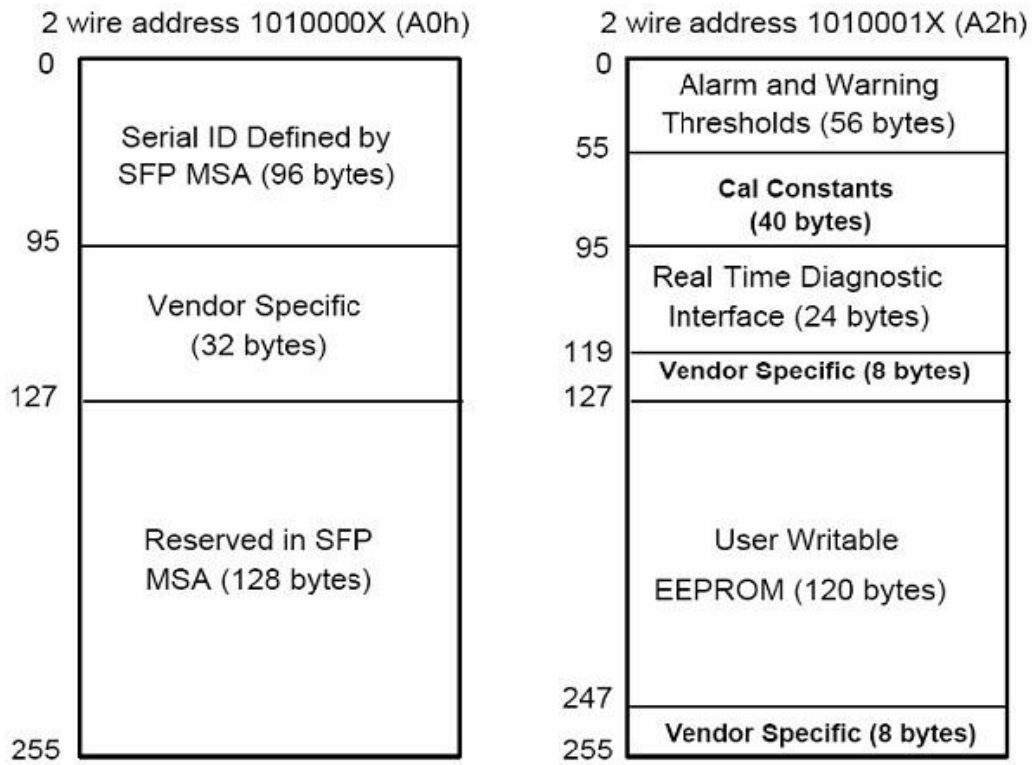 2 wire address 1010000X (A0h)
0
Serial ID Defined by
SFP MSA (96 bytes)
95
Vendor Specific
(32 bytes)
127
Reserved in SFP
MSA (128 bytes)
255
2 wire address 1010001X (A2h)
0
Alarm and Warning
Thresholds (56 bytes)
55
Cal Constants
(40 bytes)
95
Real Time Diagnostic
Interface (24 bytes)
119
Vendor Specific (8 bytes)
127
User Writable
EEPROM (120 bytes)
247
Vendor Specific (8 bytes)
255